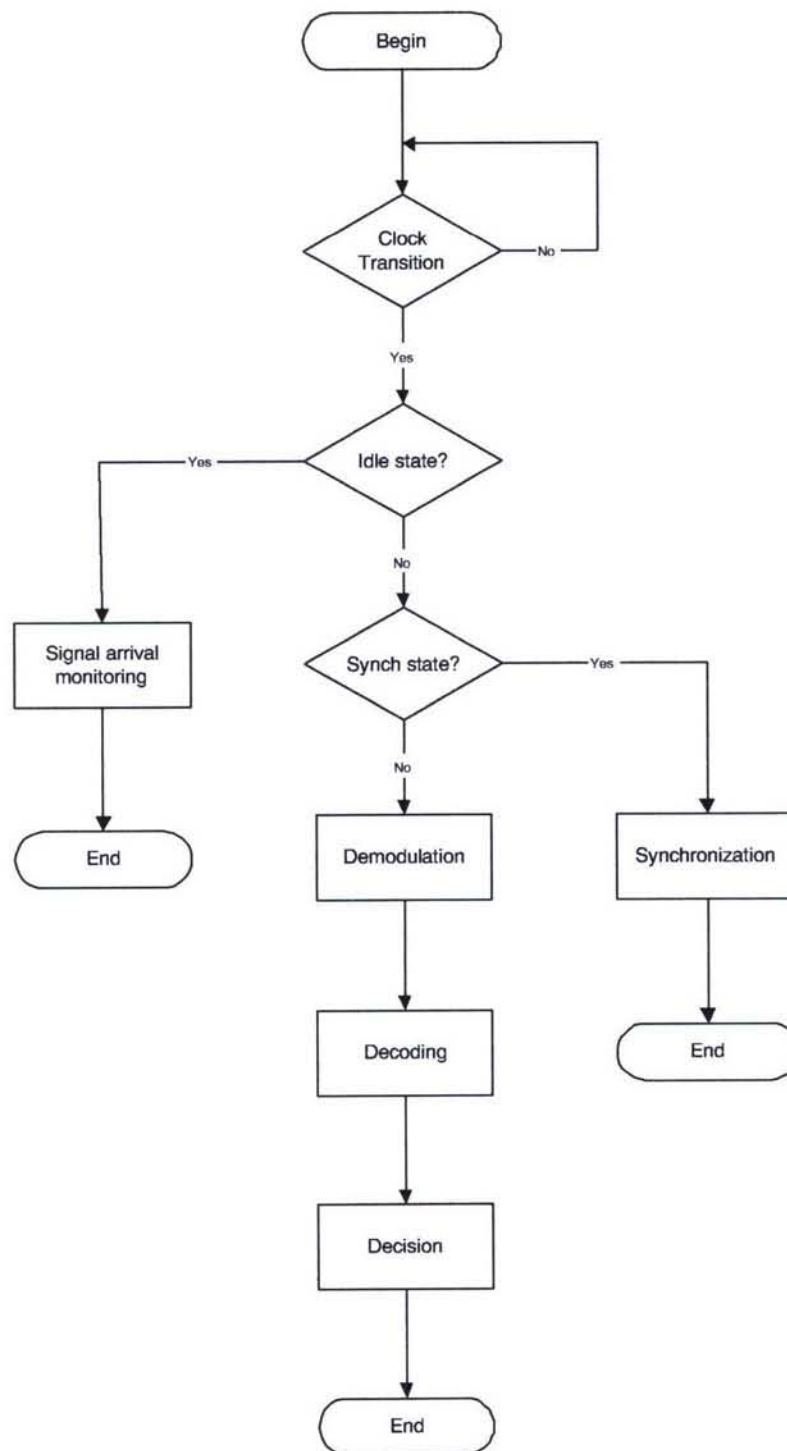 Begin
Clock
Transition
No
Yes
Idle state?
Yes
No
Signal arrival
monitoring
Synch state?
Yes
No
End
Demodulation
Synchronization
Decoding
End
Decision
End